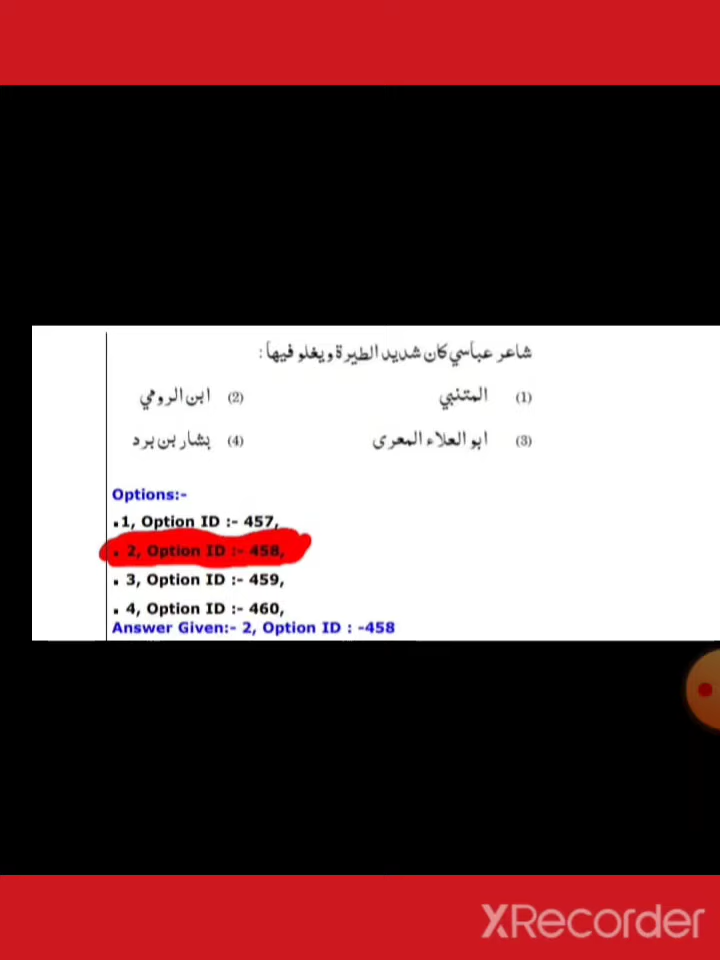 شاعر عباسي كان شديد الطيرة ويغلو فيها :
(1) المتنبي (2) ابن الرومي
(3) ابو العلاء المعرى (4) بشار بن برد
Options:-
.1, Option ID :- 457,
. 2, Option ID :- 458,
. 3, Option ID :- 459,
. 4, Option ID :- 460,
Answer Given:- 2, Option ID : -458
XRecorder